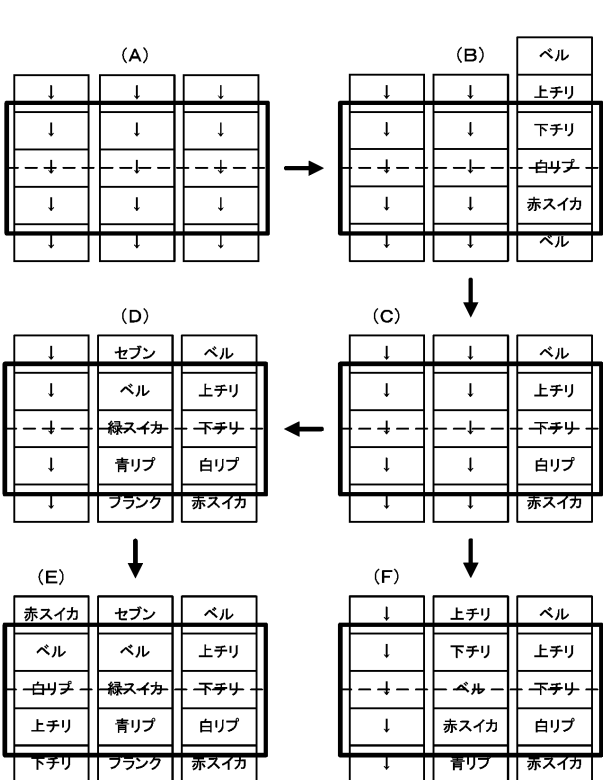 (A)
↓ ↓ ↓
↓ ↓ ↓
↓ ↓ ↓
↓ ↓ ↓
↓ ↓ ↓
(B)
ベル
↓ ↓ 上チリ
↓ ↓ 下チリ
↓ ↓ 白リプ
↓ ↓ 赤スイカ
↓ ↓ ベル
(D)
↓ セブン ベル
↓ ベル 上チリ
↓ 緑スイカ 下チリ
↓ 青リプ 白リプ
↓ ブランク 赤スイカ
(C)
↓ ↓ ベル
↓ ↓ 上チリ
↓ ↓ 下チリ
↓ ↓ 白リプ
↓ ↓ 赤スイカ
(E)
赤スイカ セブン ベル
ベル ベル 上チリ
白リプ 緑スイカ 下チリ
上チリ 青リプ 白リプ
下チリ ブランク 赤スイカ
(F)
↓ 上チリ ベル
↓ 下チリ 上チリ
↓ ベル 下チリ
↓ 赤スイカ 白リプ
↓ 青リプ 赤スイカ